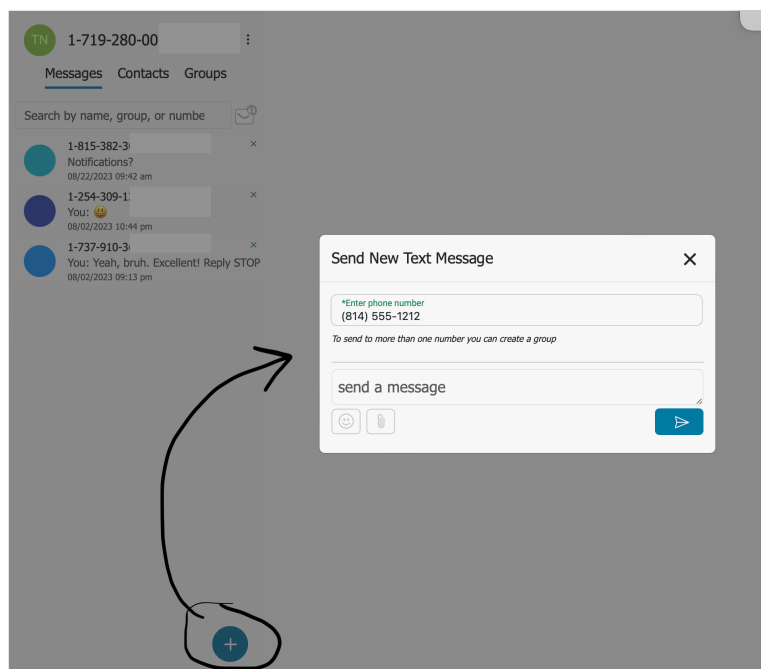 TN
1-719-280-00
Messages Contacts Groups
Search by name, group, or numbe
1-815-382-3
Notifications?
08/22/2023 09:42 am
1-254-309-1
You: 😃
08/02/2023 10:44 pm
1-737-910-3
You: Yeah, bruh. Excellent! Reply STOP
08/02/2023 09:13 pm
Send New Text Message
*Enter phone number
(814) 555-1212
To send to more than one number you can create a group
send a message